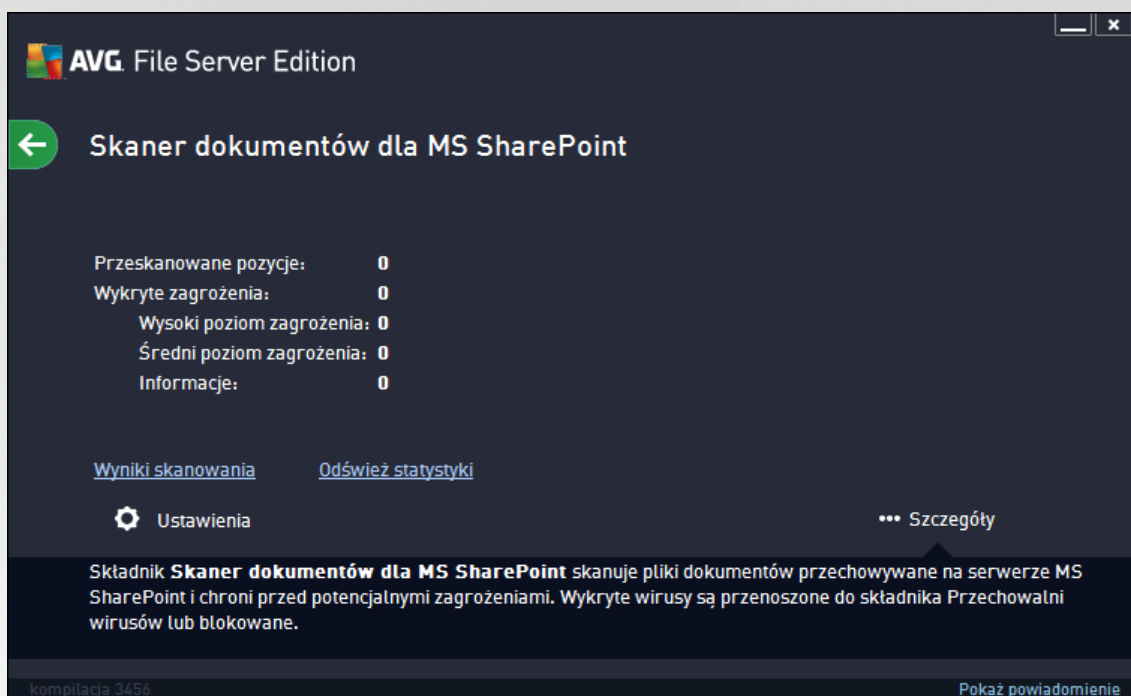 AVG. File Server Edition
Skaner dokumentów dla MS SharePoint
Przeskanowane pozycje: 0
Wykryte zagrożenia: 0
Wysoki poziom zagrożenia: 0
Średni poziom zagrożenia: 0
Informacje: 0
Wyniki skanowania Odśwież statystyki
Ustawienia ••• Szczegóły
Składnik Skaner dokumentów dla MS SharePoint skanuje pliki dokumentów przechowywane na serwerze MS
SharePoint i chroni przed potencjalnymi zagrożeniami. Wykryte wirusy są przenoszone do składnika Przechowalni
wirusów lub blokowane.
kompilacja 3456 Pokaż powiadomienie